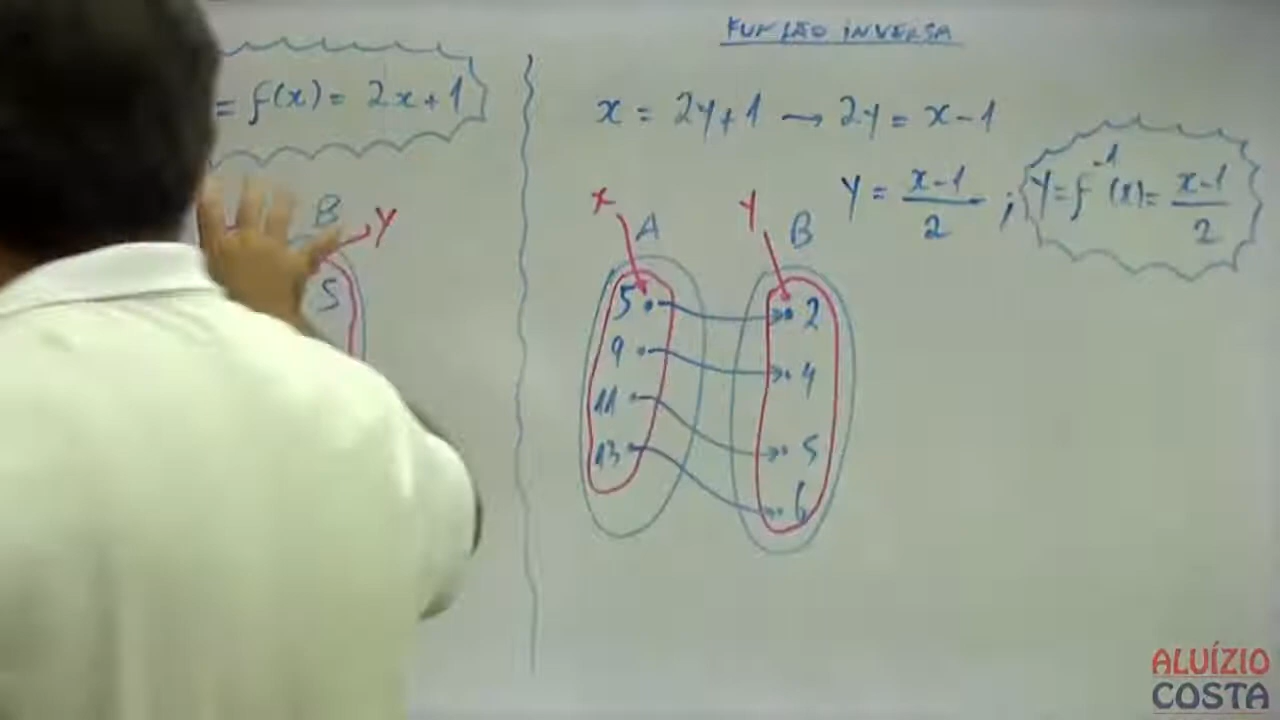 FUNÇÃO INVERSA
= f(x) = 2x+1
x = 2y+1 → 2y = x-1
y = x-1/2 ; y = f⁻¹(x) = x-1/2
B y
5
x A y B
5 2
9 4
11 5
13 6
ALUÍZIO
COSTA